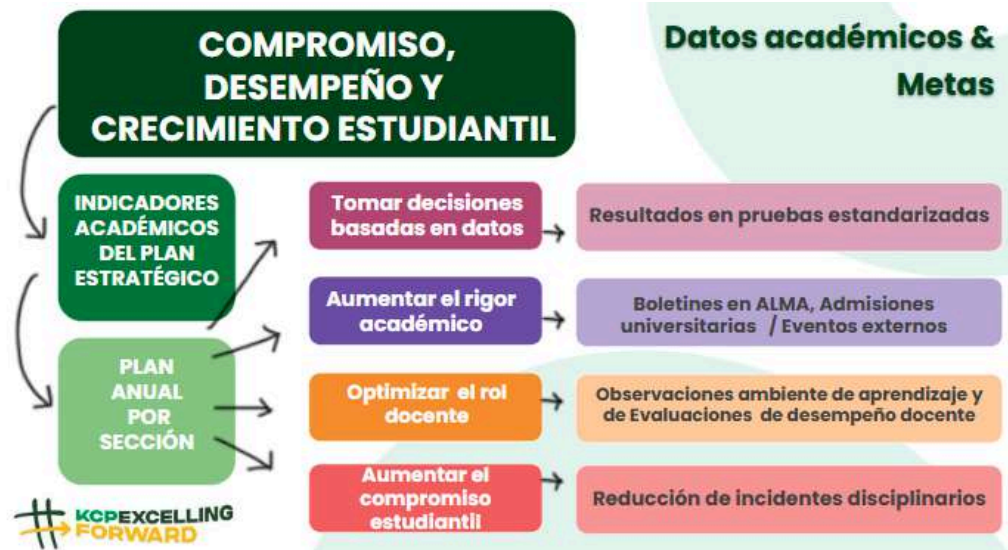 COMPROMISO,
DESEMPEÑO Y
CRECIMIENTO ESTUDIANTIL
Datos académicos &
Metas
INDICADORES
ACADÉMICOS
DEL PLAN
ESTRATÉGICO
PLAN
ANUAL
POR
SECCIÓN
Tomar decisiones
basadas en datos
Resultados en pruebas estandarizadas
Aumentar el rigor
académico
Boletines en ALMA, Admisiones
universitarias / Eventos externos
Optimizar el rol
docente
Observaciones ambiente de aprendizaje y
de Evaluaciones de desempeño docente
Aumentar el
compromiso
estudiantil
Reducción de incidentes disciplinarios
KCPEXCELLING
FORWARD